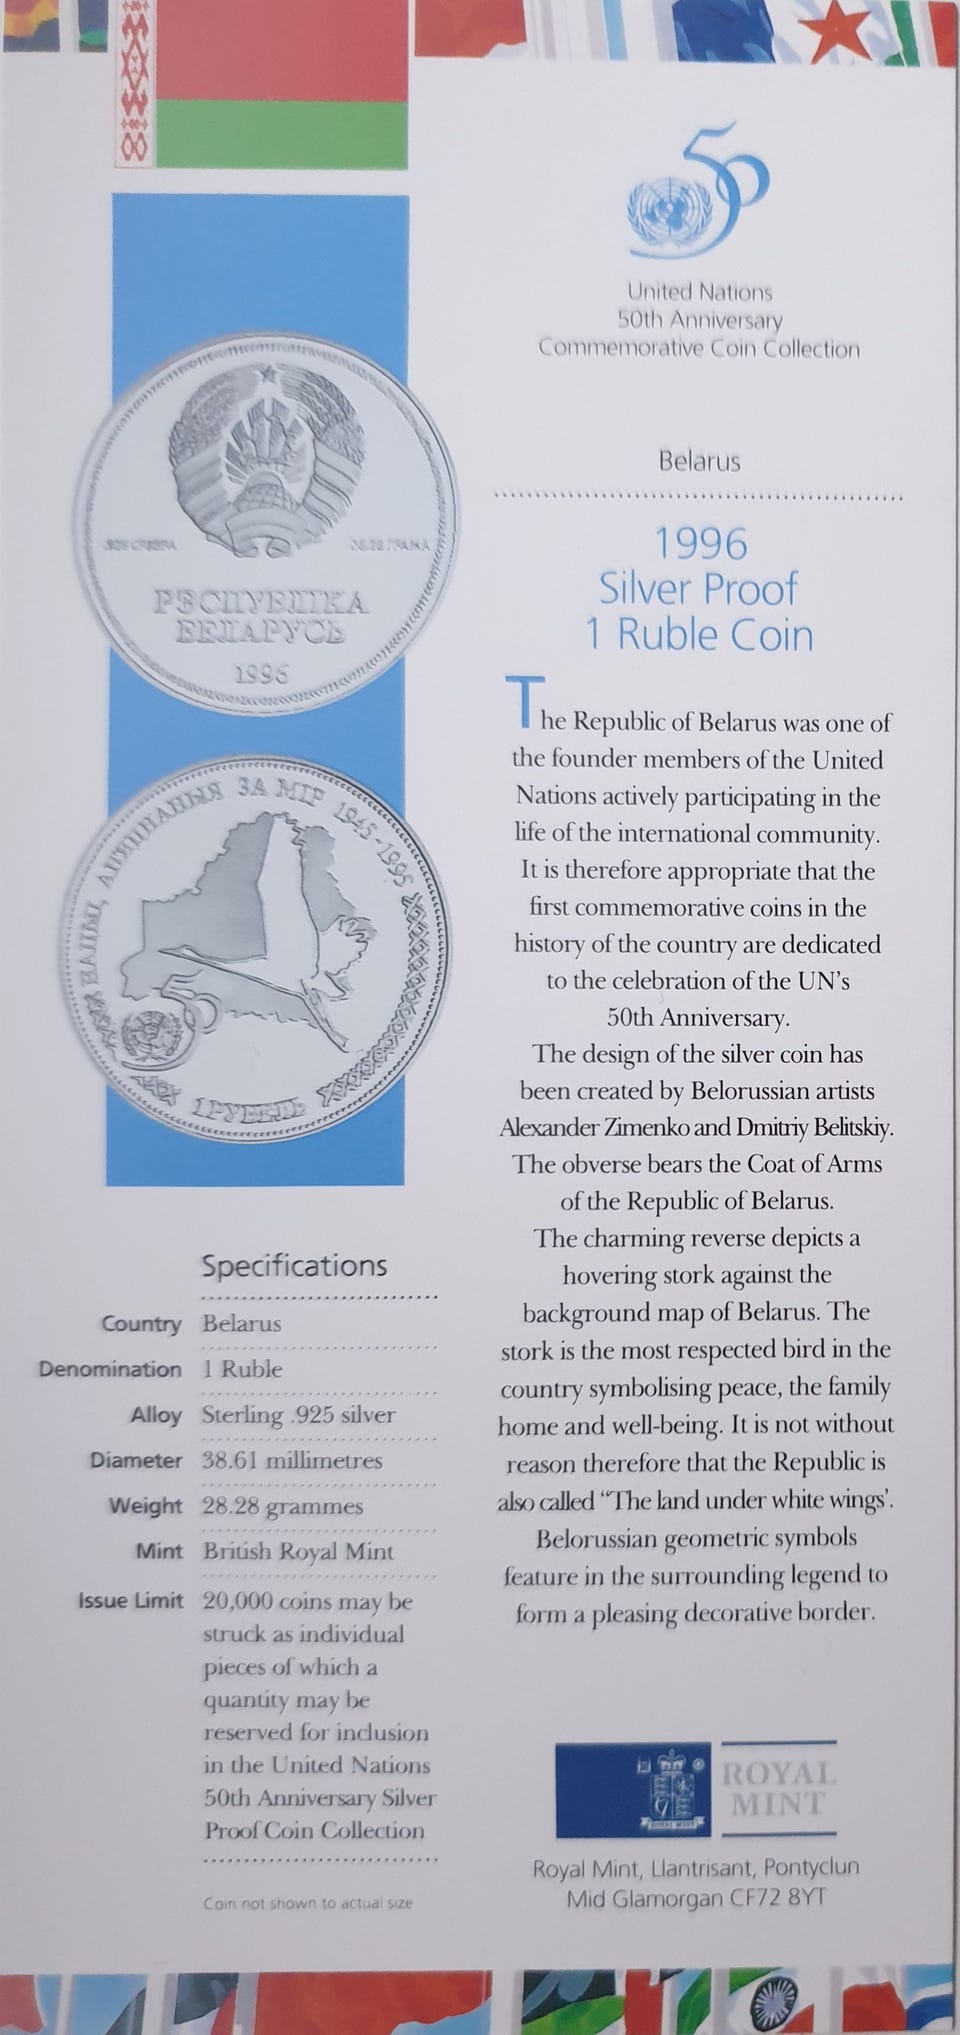 United Nations
50th Anniversary
Commemorative Coin Collection
Belarus
1996
Silver Proof
1 Ruble Coin
The Republic of Belarus was one of
the founder members of the United
Nations actively participating in the
life of the international community.
It is therefore appropriate that the
first commemorative coins in the
history of the country are dedicated
to the celebration of the UN's
50th Anniversary.
The design of the silver coin has
been created by Belorussian artists
Alexander Zimenko and Dmitriy Belitskiy.
The obverse bears the Coat of Arms
of the Republic of Belarus.
The charming reverse depicts a
hovering stork against the
background map of Belarus. The
stork is the most respected bird in the
country symbolising peace, the family
home and well-being. It is not without
reason therefore that the Republic is
also called “The land under white wings’.
Belorussian geometric symbols
feature in the surrounding legend to
form a pleasing decorative border.
РЭСПУБЛІКА
БЕЛАРУСЬ
1996
НАЦЫІ, АБ'ЯДНАНЫЯ ЗА МІР 1945-1995
50
1 РУБЕЛЬ
Specifications
Country Belarus
Denomination 1 Ruble
Alloy Sterling .925 silver
Diameter 38.61 millimetres
Weight 28.28 grammes
Mint British Royal Mint
Issue Limit 20,000 coins may be
struck as individual
pieces of which a
quantity may be
reserved for inclusion
in the United Nations
50th Anniversary Silver
Proof Coin Collection
Coin not shown to actual size
ROYAL
MINT
Royal Mint, Llantrisant, Pontyclun
Mid Glamorgan CF72 8YT